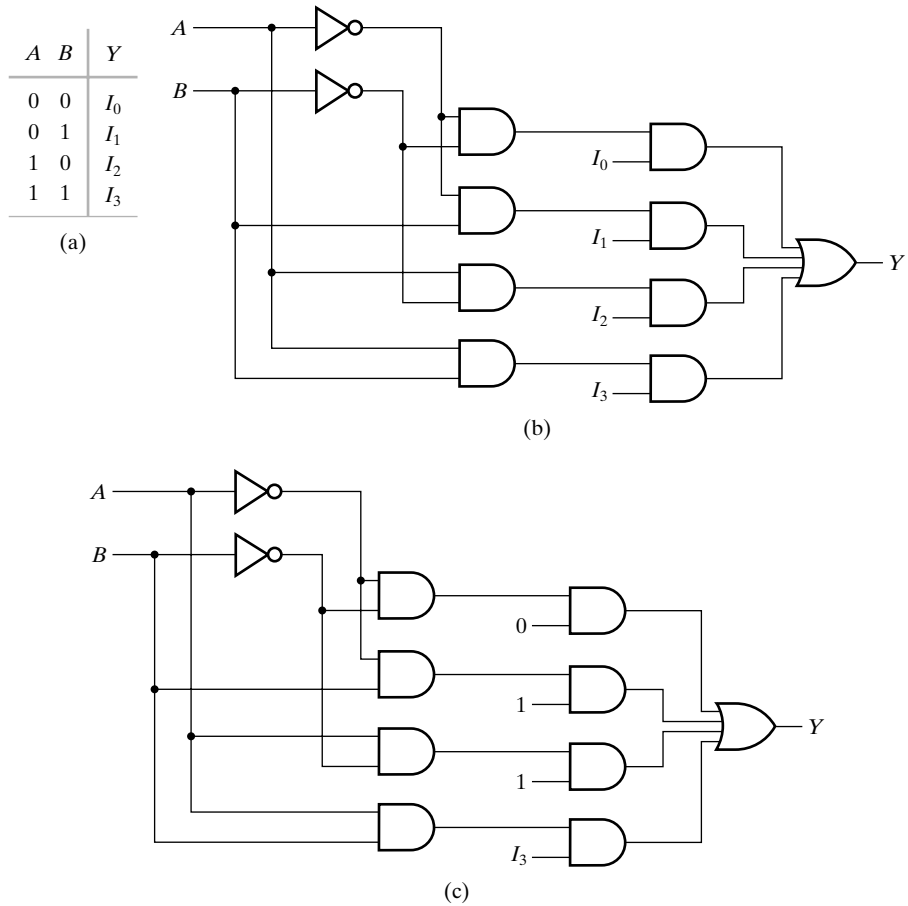 A B Y
0 0 I₀
0 1 I₁
1 0 I₂
1 1 I₃
(a)
A
B
I₀
I₁
Y
I₂
I₃
(b)
A
B
0
1
Y
1
I₃
(c)